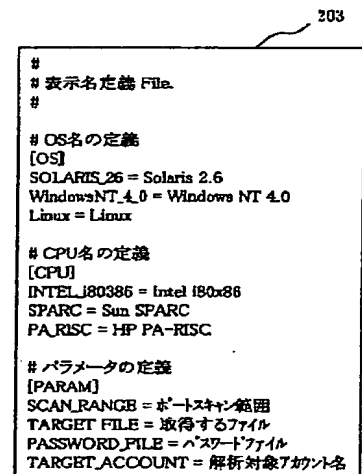 203
#
# 表示名定義 File.
#
# OS名の定義
[OS]
SOLARIS_26 = Solaris 2.6
WindowsNT_4_0 = Windows NT 4.0
Linux = Linux
# CPU名の定義
[CPU]
INTEL_i80386 = Intel i80x86
SPARC = Sun SPARC
PA_RISC = HP PA-RISC
# パラメータの定義
[PARAM]
SCAN_RANGE = ポートスキャン範囲
TARGET FILE = 取得するファイル
PASSWORD_FILE = パスワードファイル
TARGET_ACCOUNT = 解析対象アカウント名